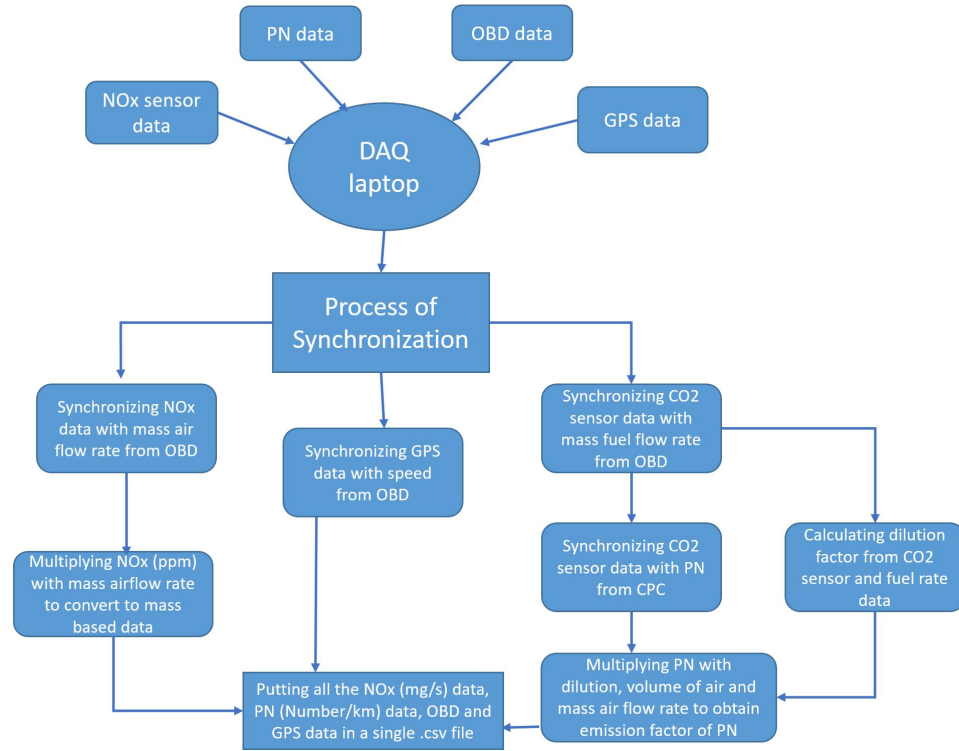 PN data
OBD data
NOx sensor
data
GPS data
DAQ
laptop
Process of
Synchronization
Synchronizing NOx
data with mass air
flow rate from OBD
Synchronizing GPS
data with speed
from OBD
Synchronizing CO2
sensor data with
mass fuel flow rate
from OBD
Multiplying NOx (ppm)
with mass airflow rate
to convert to mass
based data
Synchronizing CO2
sensor data with PN
from CPC
Calculating dilution
factor from CO2
sensor and fuel rate
data
Putting all the NOx (mg/s) data,
PN (Number/km) data, OBD and
GPS data in a single .csv file
Multiplying PN with
dilution, volume of air and
mass air flow rate to obtain
emission factor of PN